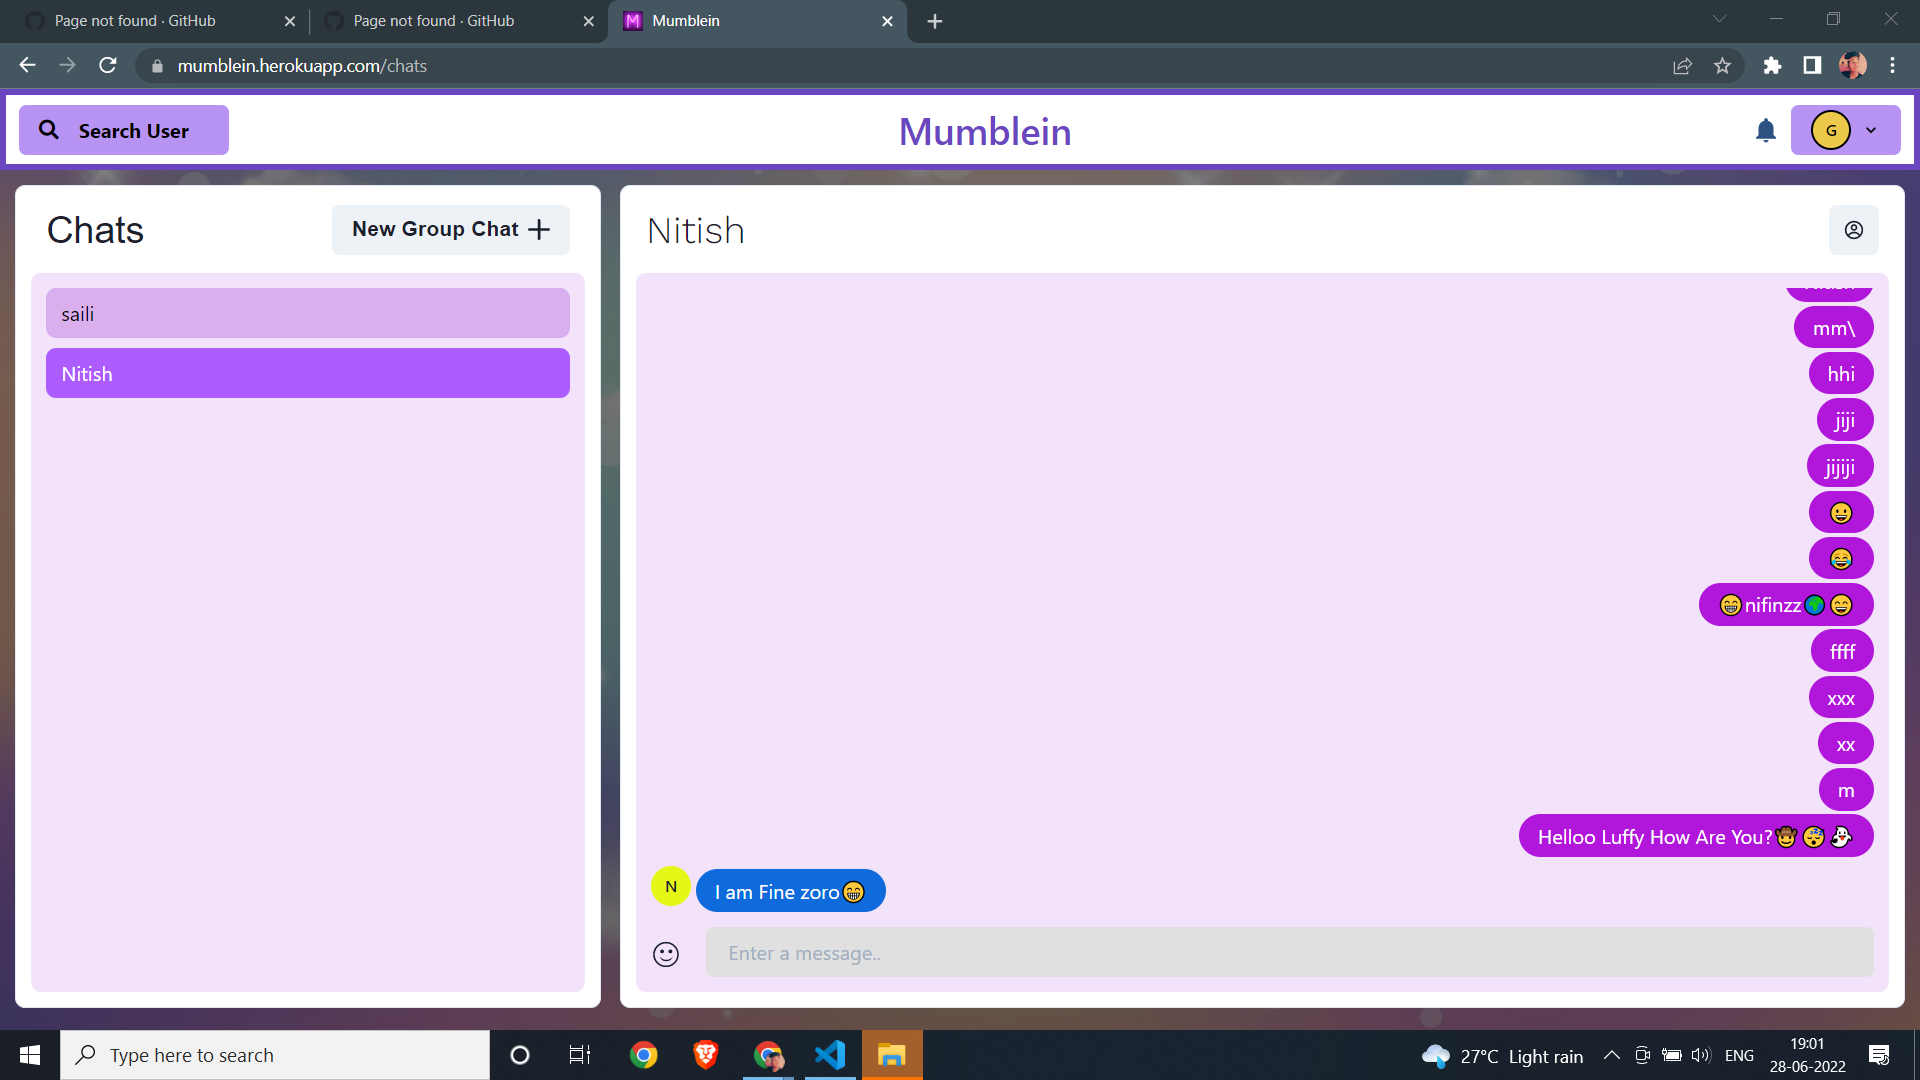 Page not found · GitHub
Page not found · GitHub
M
Mumblein
mumblein.herokuapp.com/chats
Search User
Mumblein
G
Chats
New Group Chat
Nitish
saili
Nitish
mm\
hhi
jiji
jijiji
😀
😂
😁nifinzz🌍😄
ffff
xxx
xx
m
Helloo Luffy How Are You?🤠😴👻
N
I am Fine zoro😁
Enter a message..
Type here to search
27°C Light rain
ENG
19:01
28-06-2022